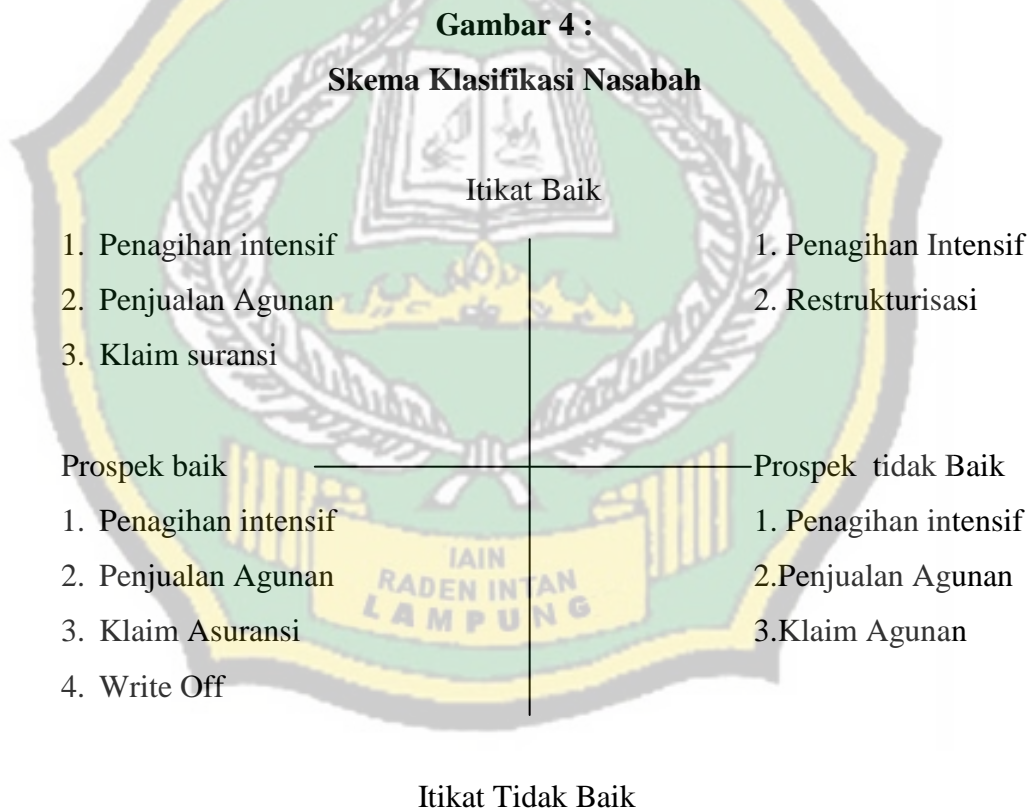 Gambar 4 :
Skema Klasifikasi Nasabah
Itikat Baik
1. Penagihan intensif
2. Penjualan Agunan
3. Klaim suransi
1. Penagihan Intensif
2. Restrukturisasi
Prospek baik
Prospek tidak Baik
1. Penagihan intensif
2. Penjualan Agunan
3. Klaim Asuransi
4. Write Off
1. Penagihan intensif
2.Penjualan Agunan
3.Klaim Agunan
Itikat Tidak Baik
IAIN
RADEN INTAN
LAMPUNG